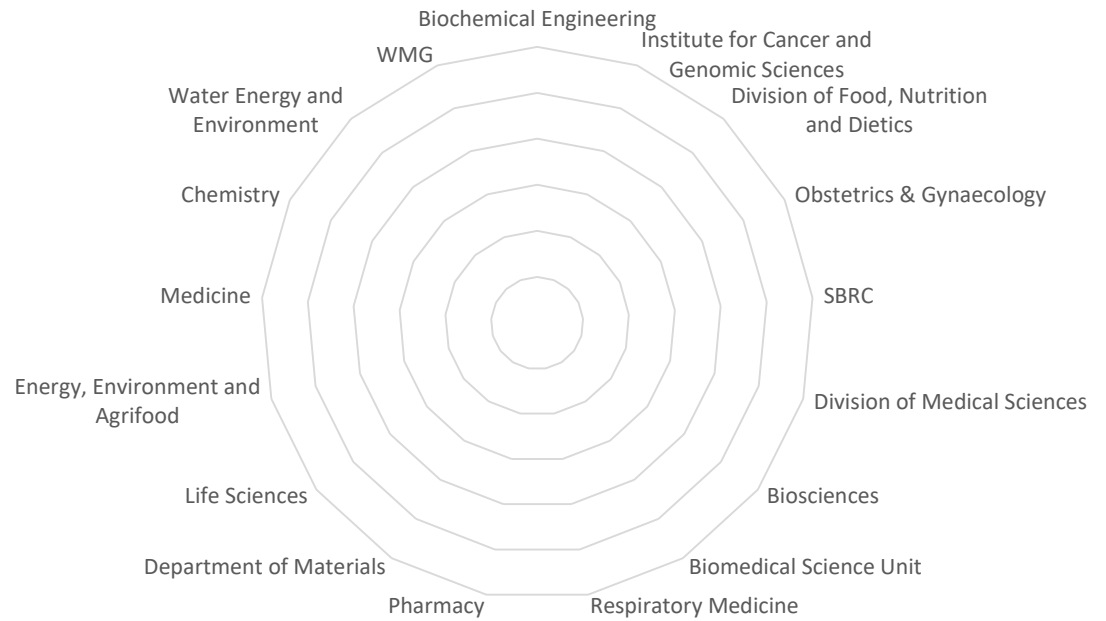 Biochemical Engineering
Institute for Cancer and
Genomic Sciences
Division of Food, Nutrition
and Dietics
Obstetrics & Gynaecology
SBRC
Division of Medical Sciences
Biosciences
Biomedical Science Unit
Respiratory Medicine
Pharmacy
Department of Materials
Life Sciences
Energy, Environment and
Agrifood
Medicine
Chemistry
Water Energy and
Environment
WMG